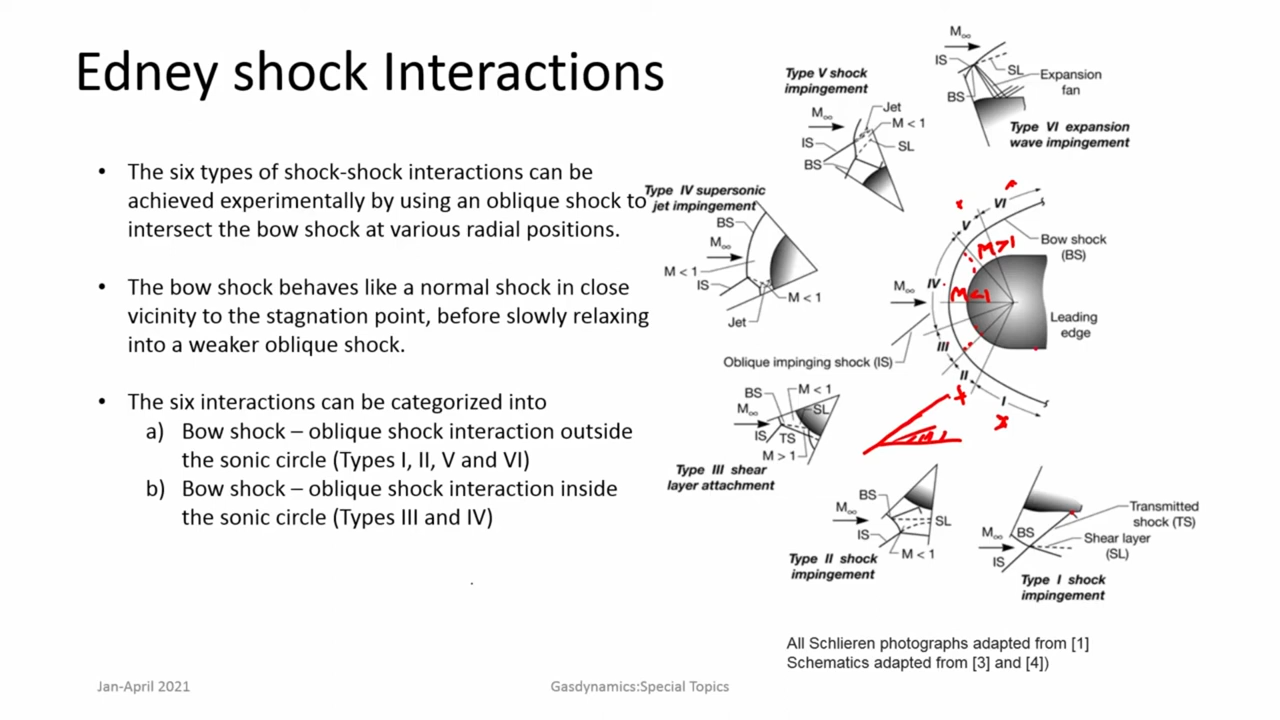 Edney shock Interactions
• The six types of shock-shock interactions can be
achieved experimentally by using an oblique shock to
intersect the bow shock at various radial positions.
• The bow shock behaves like a normal shock in close
vicinity to the stagnation point, before slowly relaxing
into a weaker oblique shock.
• The six interactions can be categorized into
a) Bow shock – oblique shock interaction outside
the sonic circle (Types I, II, V and VI)
b) Bow shock – oblique shock interaction inside
the sonic circle (Types III and IV)
M∞
IS
SL
Expansion
fan
BS
Type VI expansion
wave impingement
Type V shock
impingement
Jet
M∞
M < 1
IS
SL
BS
Type IV supersonic
jet impingement
BS
M∞
M < 1
IS
M < 1
Jet
VI
V
M>1
Bow shock
(BS)
M∞
IV
M<1
Leading
edge
III
Oblique impinging shock (IS)
II
I
BS
M < 1
M∞
SL
IS
TS
M > 1
Type III shear
layer attachment
BS
M∞
SL
IS
M < 1
Type II shock
impingement
Transmitted
shock (TS)
M∞
BS
Shear layer
(SL)
IS
Type I shock
impingement
All Schlieren photographs adapted from [1]
Schematics adapted from [3] and [4])
Jan-April 2021
Gasdynamics:Special Topics